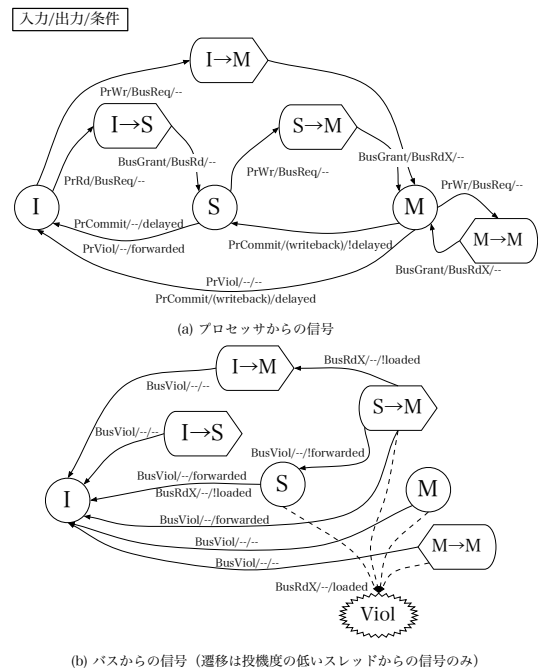 入力/出力/条件
I→M
PrWr/BusReq/--
I→S
S→M
BusGrant/BusRd/--
BusGrant/BusRdX/--
PrRd/BusReq/--
PrWr/BusReq/--
PrWr/BusReq/--
I
S
M
PrCommit/--/delayed
M→M
PrViol/--/forwarded
PrCommit/(writeback)/!delayed
BusGrant/BusRdX/--
PrViol/--/--
PrCommit/(writeback)/delayed
(a) プロセッサからの信号
I→M
BusRdX/--/!loaded
BusViol/--/--
S→M
BusViol/--/--
I→S
BusViol/--/!forwarded
BusViol/--/forwarded
S
M
I
BusRdX/--/!loaded
BusViol/--/forwarded
BusViol/--/--
M→M
BusViol/--/--
BusRdX/--/loaded
Viol
(b) バスからの信号（遷移は投機度の低いスレッドからの信号のみ）